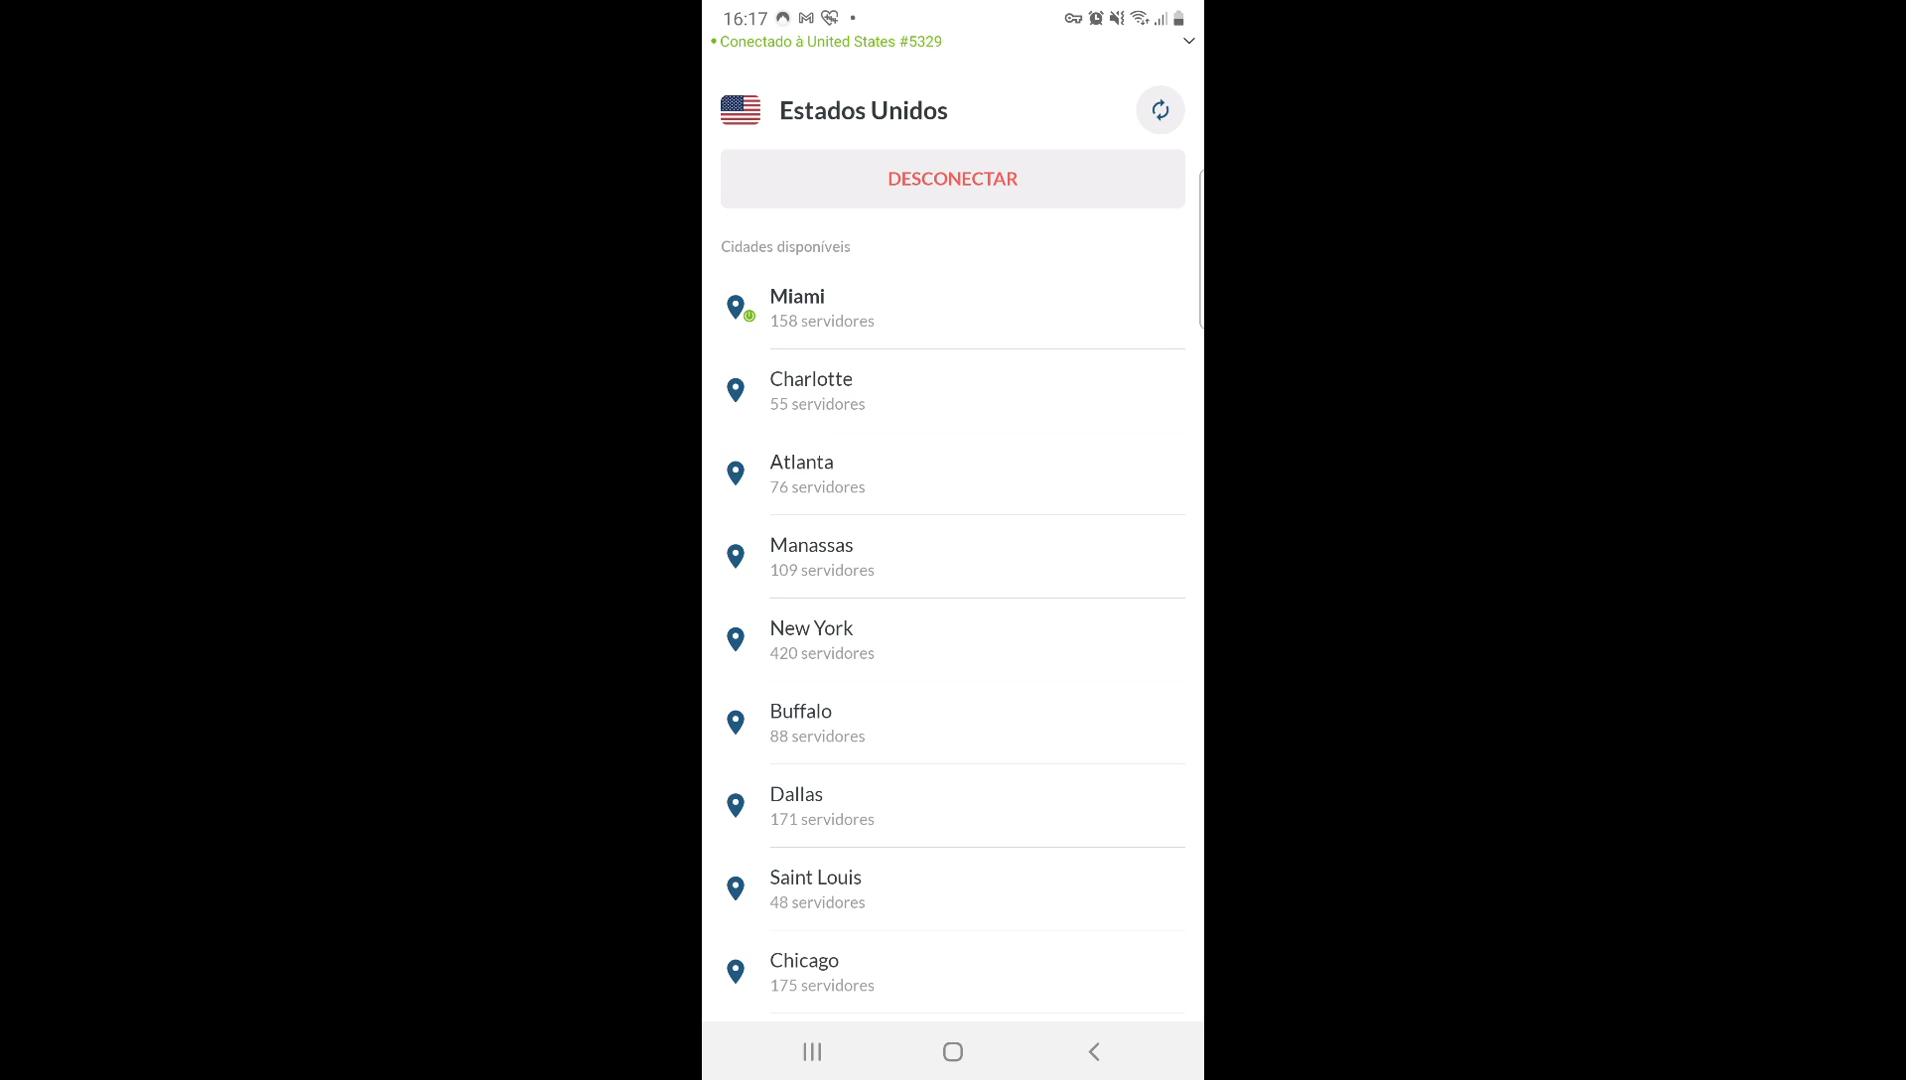 16:17
Conectado à United States #5329
Estados Unidos
DESCONECTAR
Cidades disponíveis
Miami
158 servidores
Charlotte
55 servidores
Atlanta
76 servidores
Manassas
109 servidores
New York
420 servidores
Buffalo
88 servidores
Dallas
171 servidores
Saint Louis
48 servidores
Chicago
175 servidores